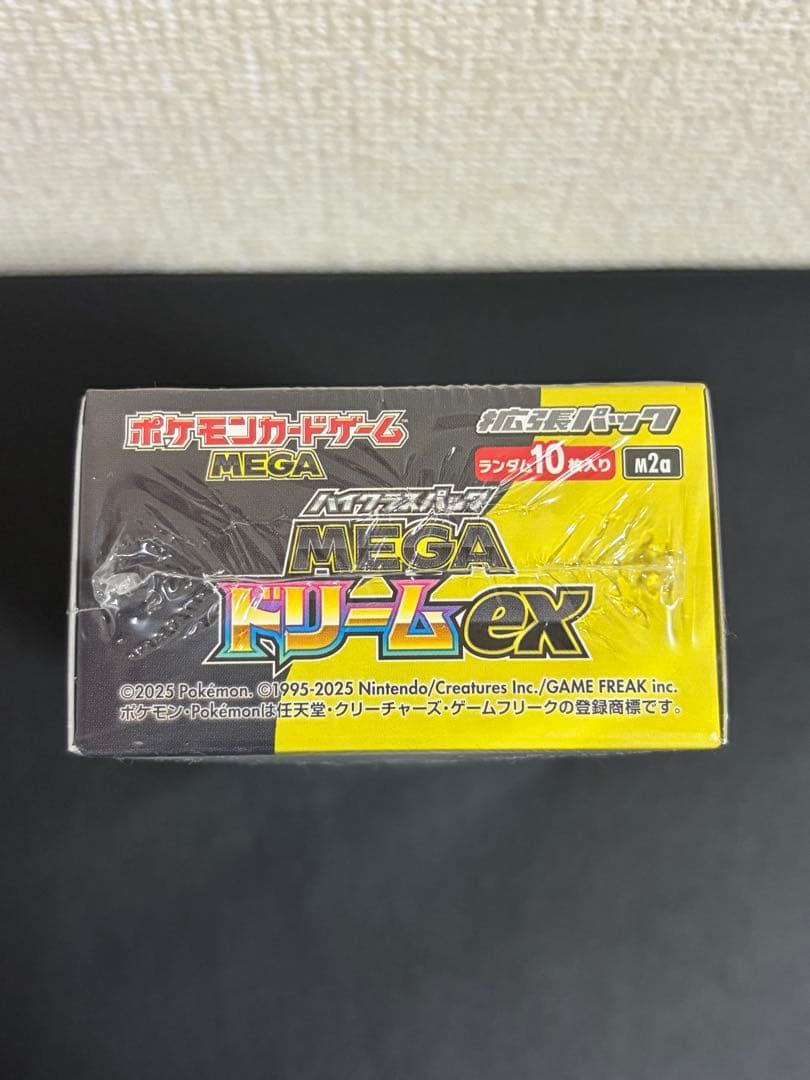 ポケモンカードゲーム
MEGA
拡張パック
ランダム10枚入り M2a
ハイクラスパック
MEGA
ドリームex
©2025 Pokémon. ©1995-2025 Nintendo/Creatures Inc./GAME FREAK inc.
ポケモン・Pokémonは任天堂・クリーチャーズ・ゲームフリークの登録商標です。